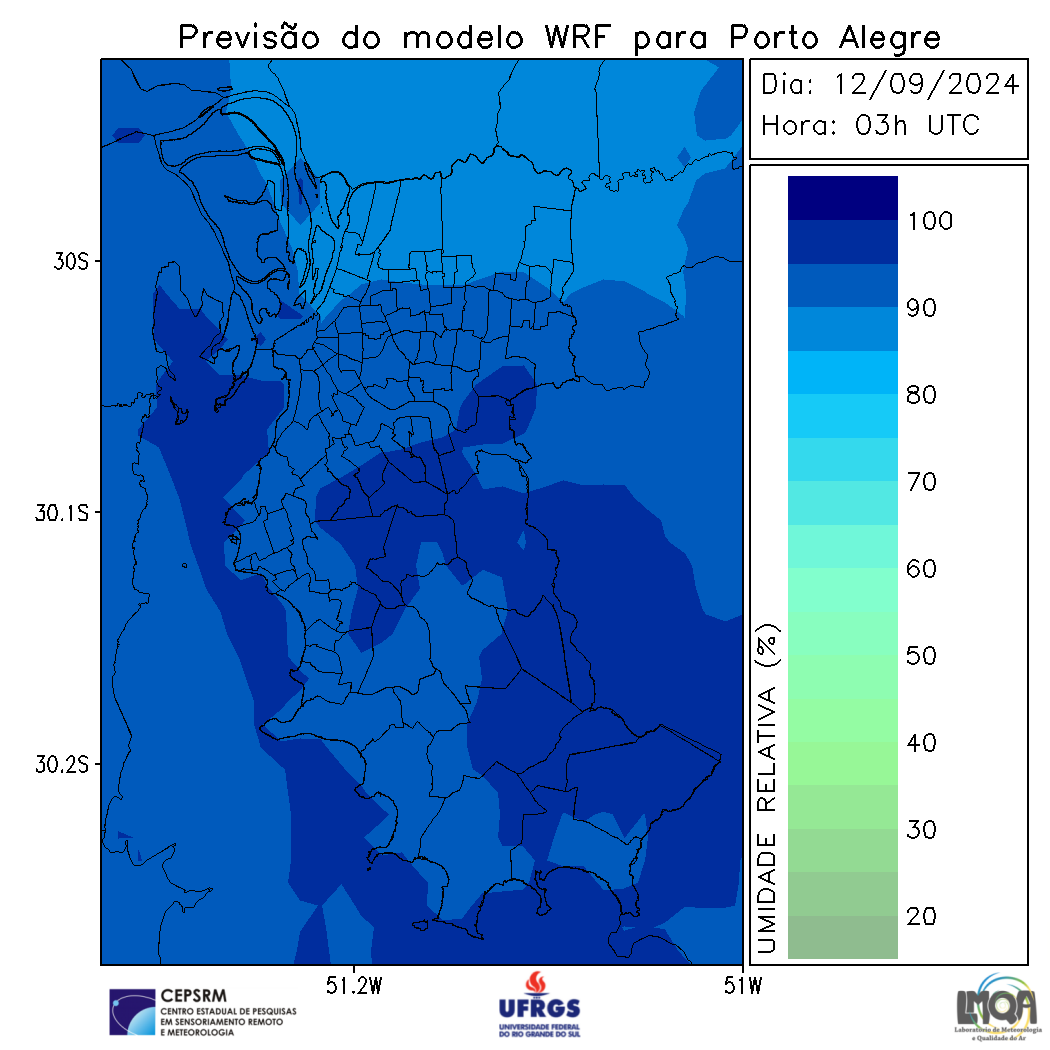 Previsão do modelo WRF para Porto Alegre
Dia: 12/09/2024
Hora: 03h UTC
100
90
80
70
60
50
40
30
20
UMIDADE RELATIVA (%)
30S
30.1S
30.2S
51.2W
51W
CEPSRM
CENTRO ESTADUAL DE PESQUISAS
EM SENSORIAMENTO REMOTO
E METEOROLOGIA
UFRGS
UNIVERSIDADE FEDERAL
DO RIO GRANDE DO SUL
LMQA
Laboratório de Meteorologia
e Qualidade do Ar